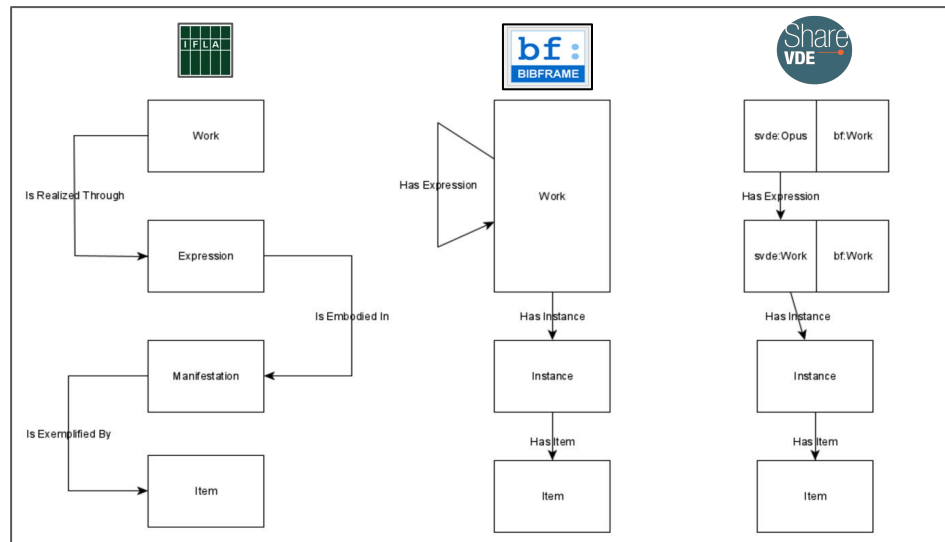 IFLA
Work
Is Realized Through
Expression
Is Embodied In
Manifestation
Is Exemplified By
Item
bf:
BIBFRAME
Work
Has Expression
Has Instance
Instance
Has Item
Item
Share
VDE
svde:Opus bf:Work
Has Expression
svde:Work bf:Work
Has Instance
Instance
Has Item
Item